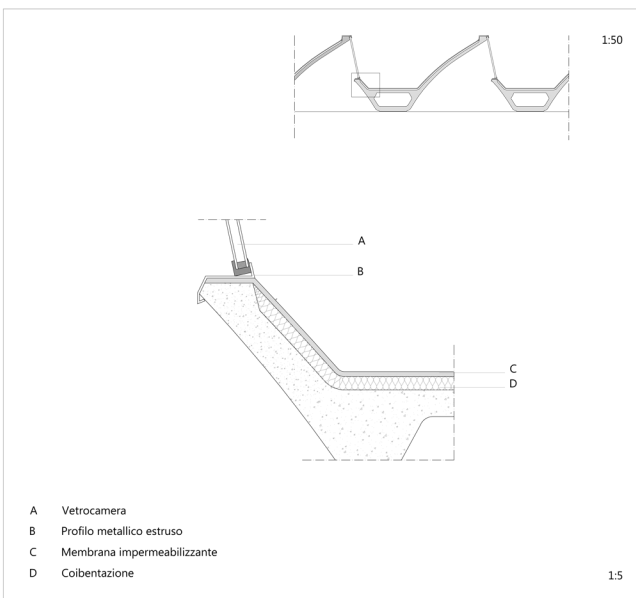 1:50
A
B
C
D
A Vetrocamera
B Profilo metallico estruso
C Membrana impermeabilizzante
D Coibentazione
1:5